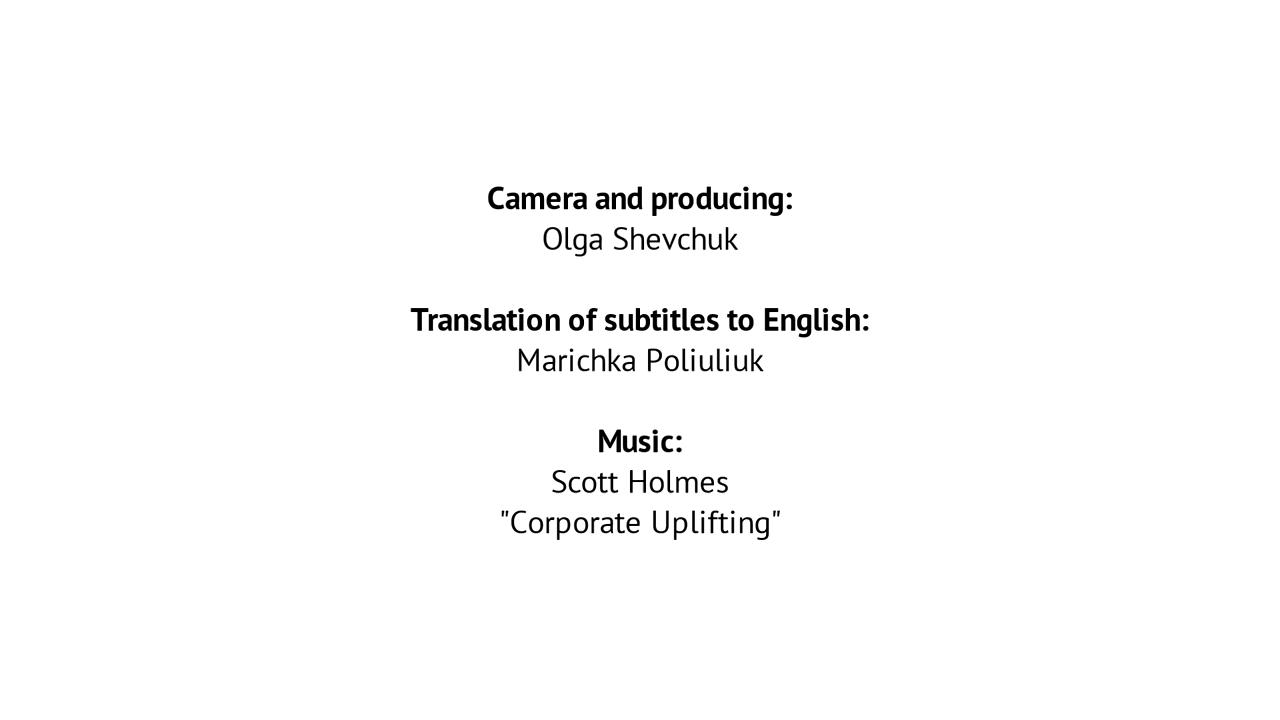 Camera and producing:
Olga Shevchuk
Translation of subtitles to English:
Marichka Poliuliuk
Music:
Scott Holmes
"Corporate Uplifting"